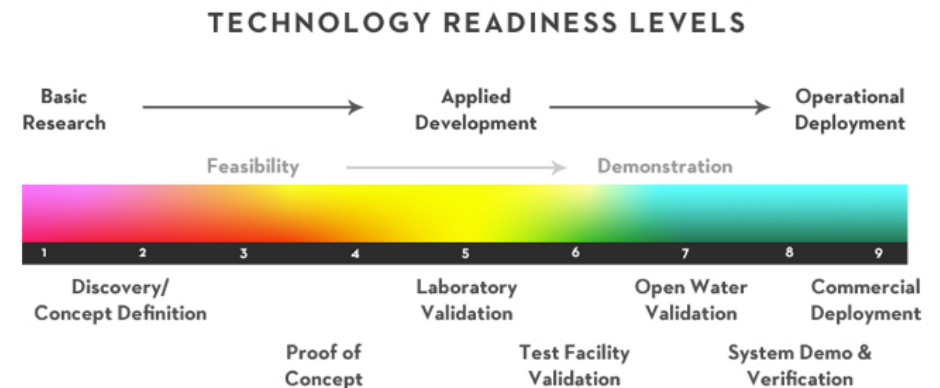 TECHNOLOGY READINESS LEVELS
Basic
Research
Applied
Development
Operational
Deployment
Feasibility
Demonstration
1 2 3 4 5 6 7 8 9
Discovery/
Concept Definition
Laboratory
Validation
Open Water
Validation
Commercial
Deployment
Proof of
Concept
Test Facility
Validation
System Demo &
Verification